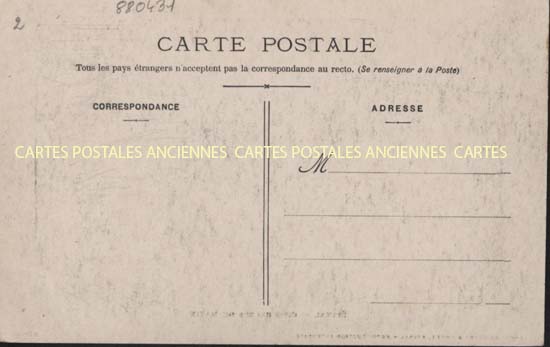 2
880431
CARTE POSTALE
Tous les pays étrangers n'acceptent pas la correspondance au recto. (Se renseigner à la Poste)
CORRESPONDANCE
ADRESSE
CARTES POSTALES ANCIENNES CARTES POSTALES ANCIENNES CARTES
M